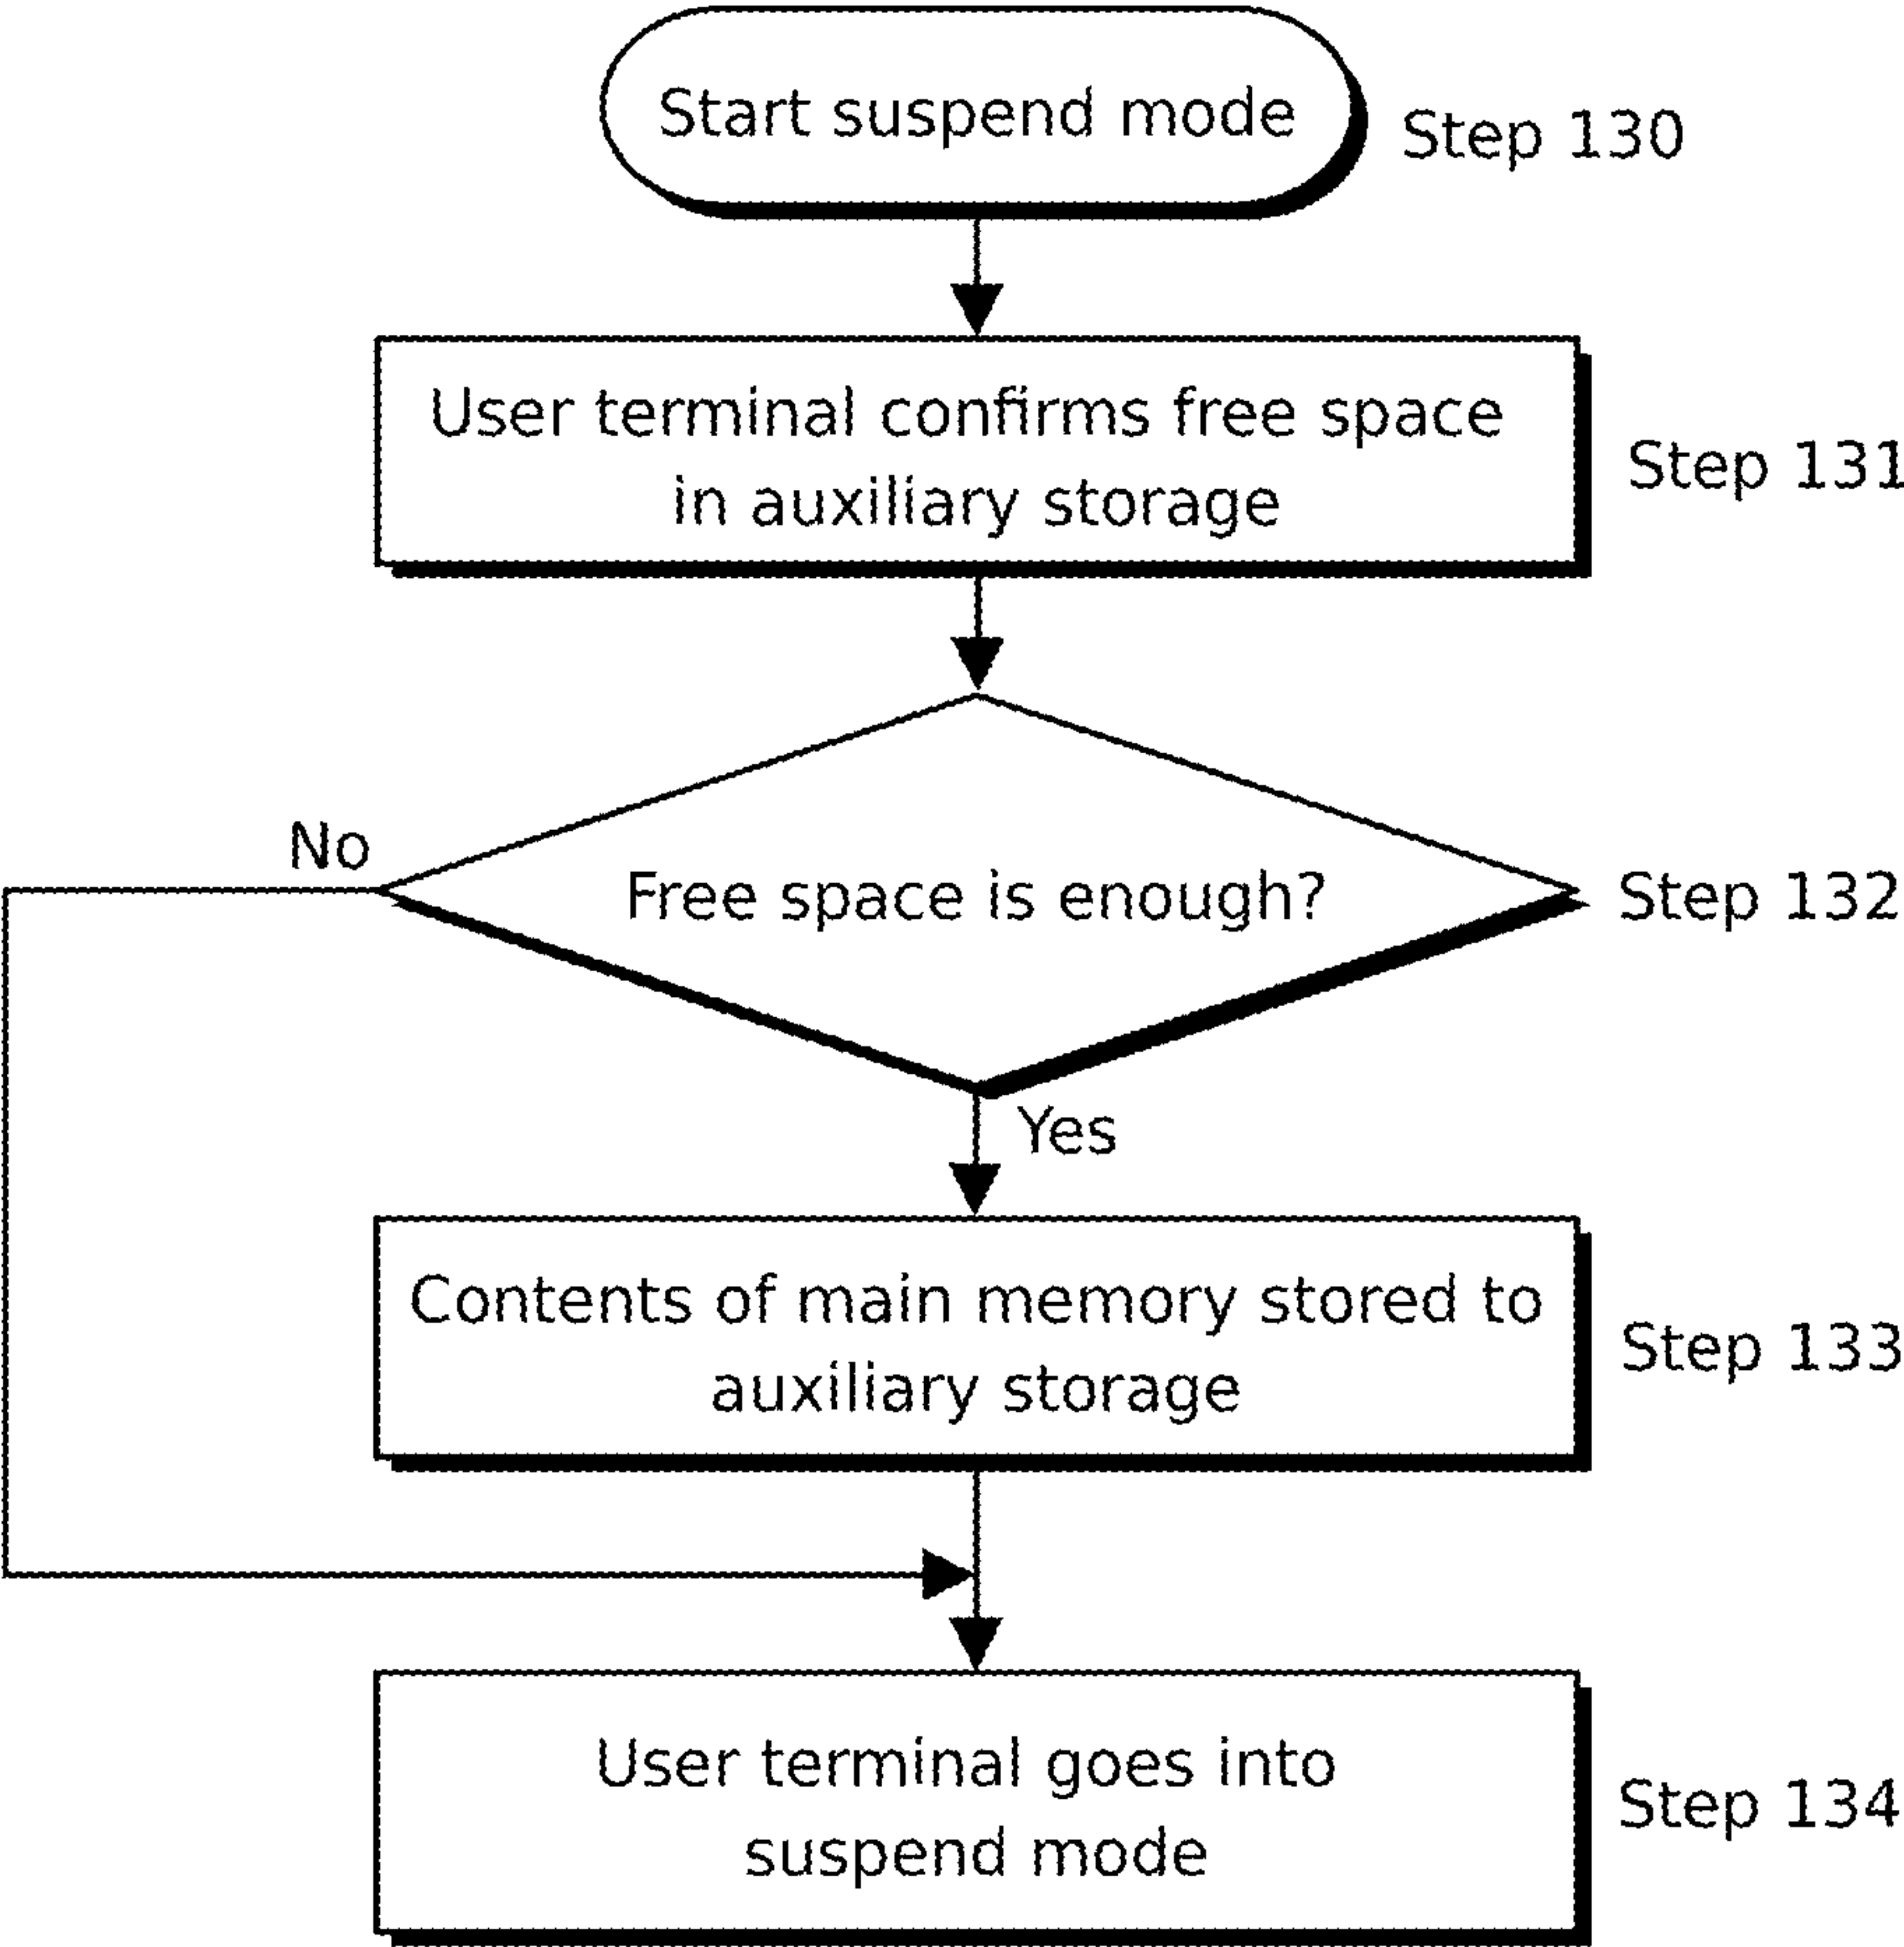 Start suspend mode
Step 130
User terminal confirms free space
in auxiliary storage
Step 131
No
Free space is enough?
Step 132
Yes
Contents of main memory stored to
auxiliary storage
Step 133
User terminal goes into
suspend mode
Step 134